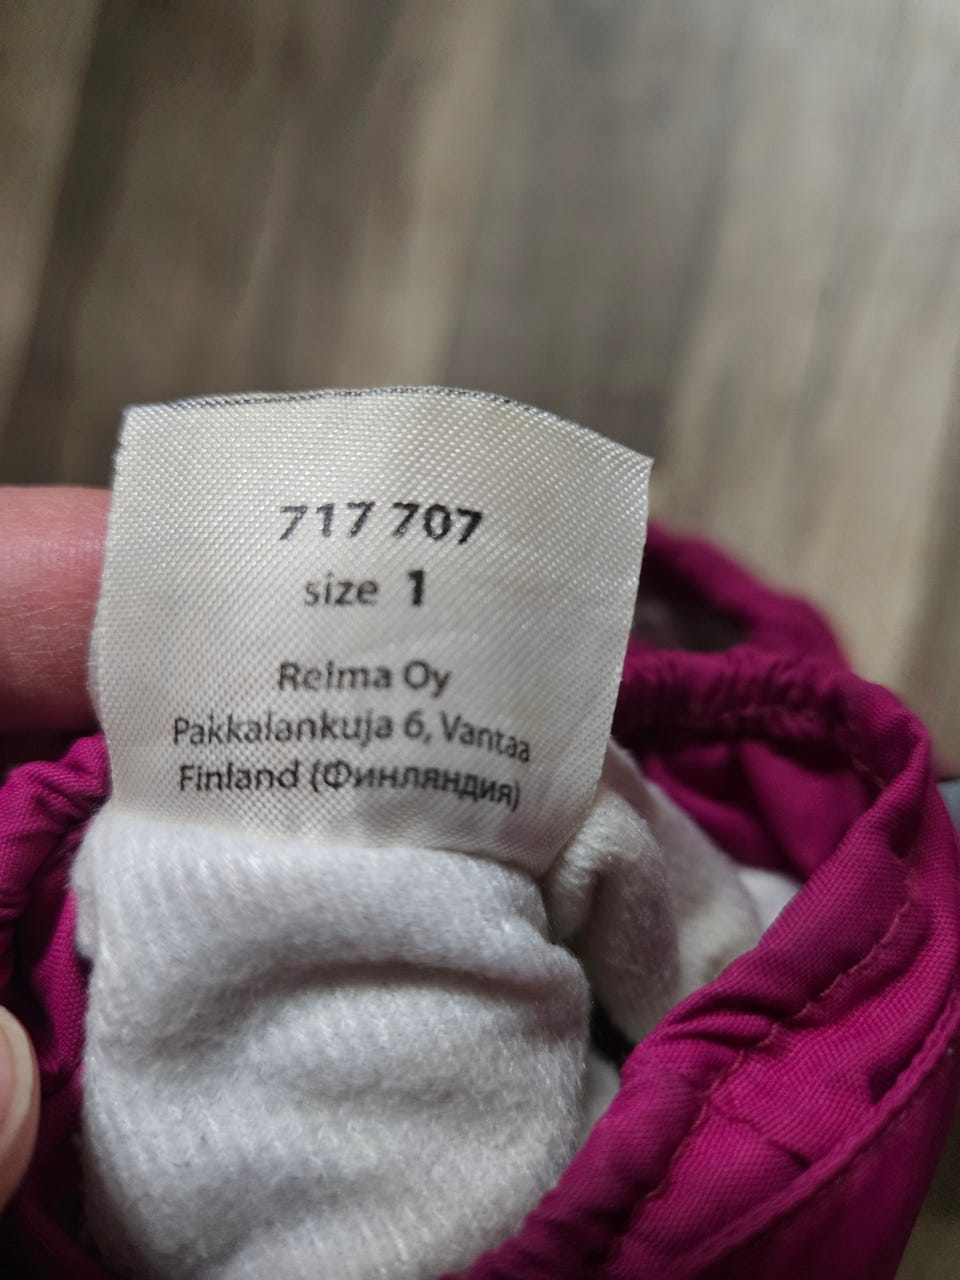 717 707
size 1
Reima Oy
Pakkalankuja 6, Vantaa
Finland (Финляндия)